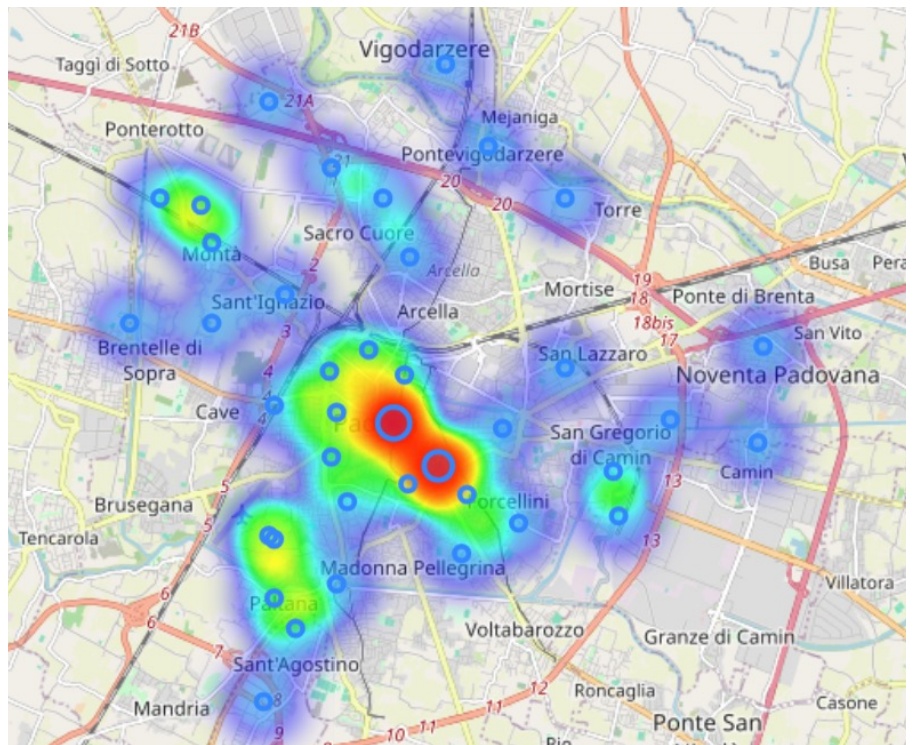 21B
Vigodarzere
Taggì di Sotto
21A
Mejaniga
Ponterotto
21
Pontevigodarzere
20
20
Torre
Sacro Cuore
Montà
Arcella
Busa
2
19
Mortise
Ponte di Brenta
Sant'Ignazio
18
Arcella
18bis
San Vito
3
17
Brentelle di
Sopra
San Lazzaro
4
Noventa Padovana
Cave
4
San Gregorio
di Camin
Camin
5
13
Brusegana
Forcellini
5
Tencarola
13
Madonna Pellegrina
Villatora
6
Paltana
6
Voltabarozzo
Granze di Camin
7
Sant'Agostino
12
Roncaglia
8
Mandria
11
Casone
11
Ponte San
10
9